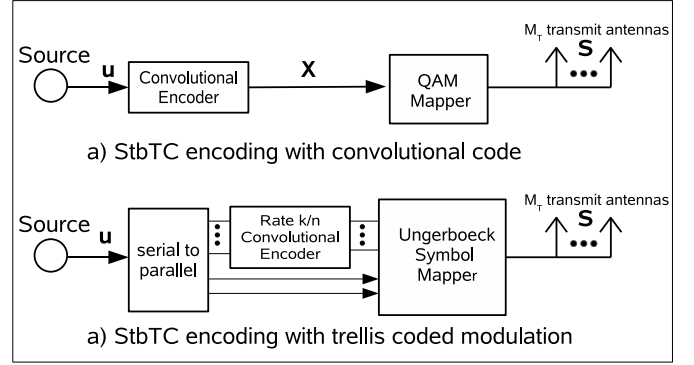 M_T transmit antennas
S
Source
u
Convolutional
Encoder
X
QAM
Mapper
a) StbTC encoding with convolutional code
M_T transmit antennas
S
Source
u
serial to
parallel
Rate k/n
Convolutional
Encoder
Ungerboeck
Symbol
Mapper
a) StbTC encoding with trellis coded modulation